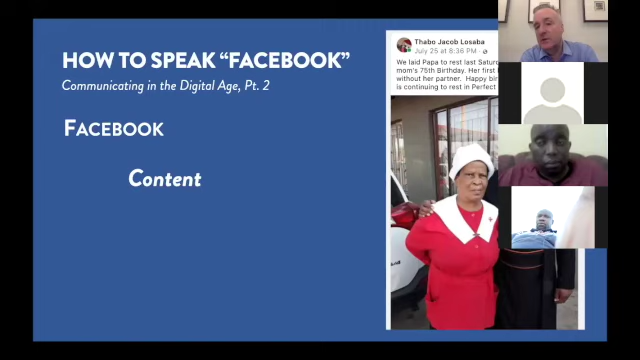 HOW TO SPEAK “FACEBOOK”
Communicating in the Digital Age, Pt. 2
FACEBOOK
Content
Thabo Jacob Losaba
July 25 at 8:36 PM ·
We laid Papa to rest last Satur
mom's 75th Birthday. Her first
without her partner. Happy bir
is continuing to rest in Perfect